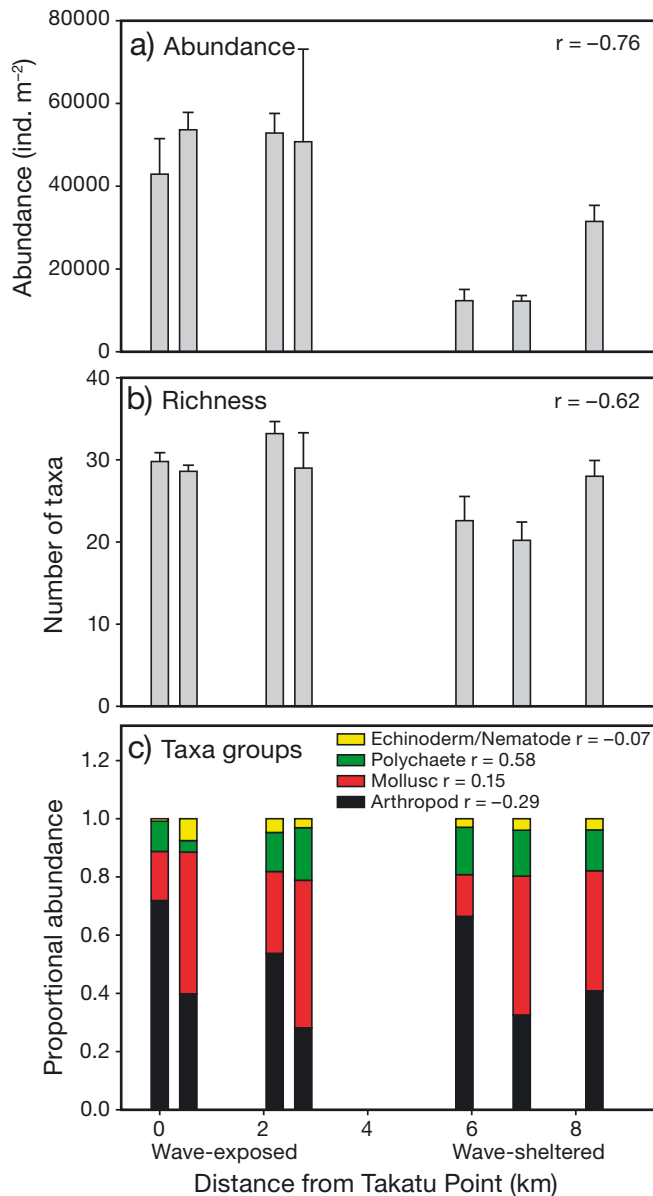 a) Abundance
r = −0.76
80000
60000
40000
20000
0
Abundance (ind. m⁻²)
b) Richness
r = −0.62
40
30
20
10
0
Number of taxa
c) Taxa groups
Echinoderm/Nematode r = −0.07
Polychaete r = 0.58
Mollusc r = 0.15
Arthropod r = −0.29
1.2
1.0
0.8
0.6
0.4
0.2
0.0
Proportional abundance
0 2 4 6 8
Wave-exposed Wave-sheltered
Distance from Takatu Point (km)